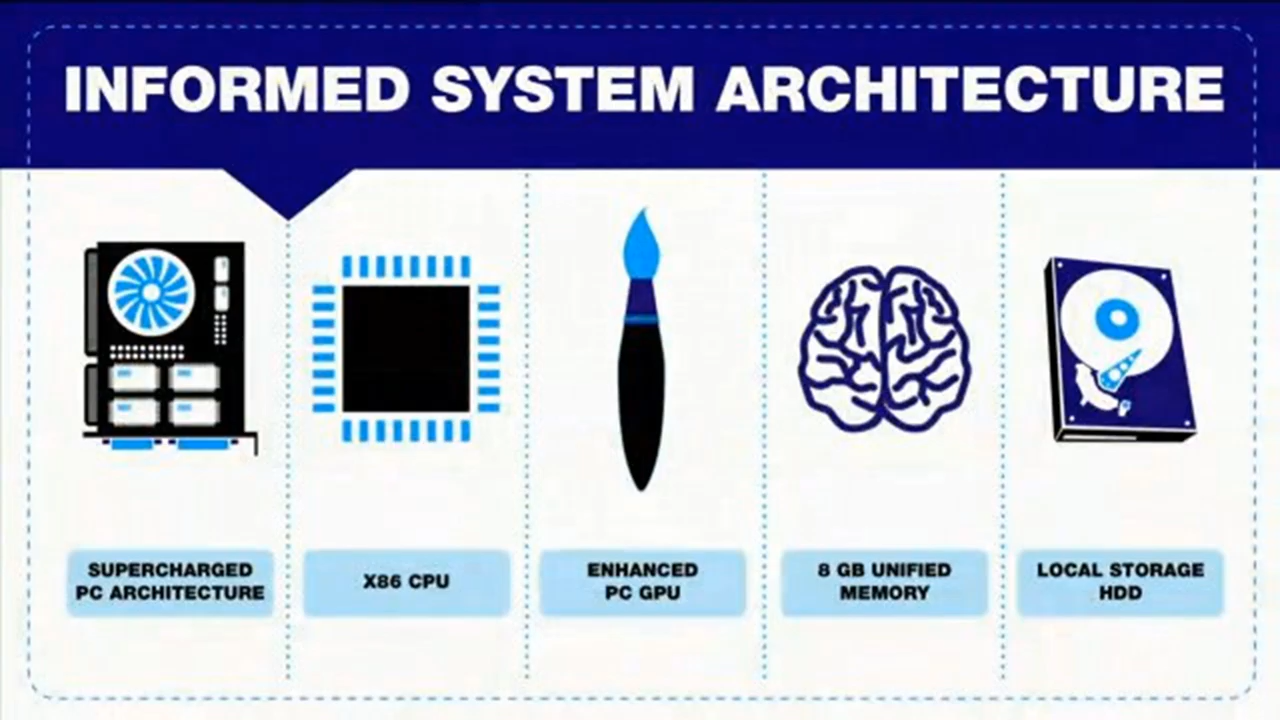 INFORMED SYSTEM ARCHITECTURE
SUPERCHARGED
PC ARCHITECTURE
X86 CPU
ENHANCED
PC GPU
8 GB UNIFIED
MEMORY
LOCAL STORAGE
HDD